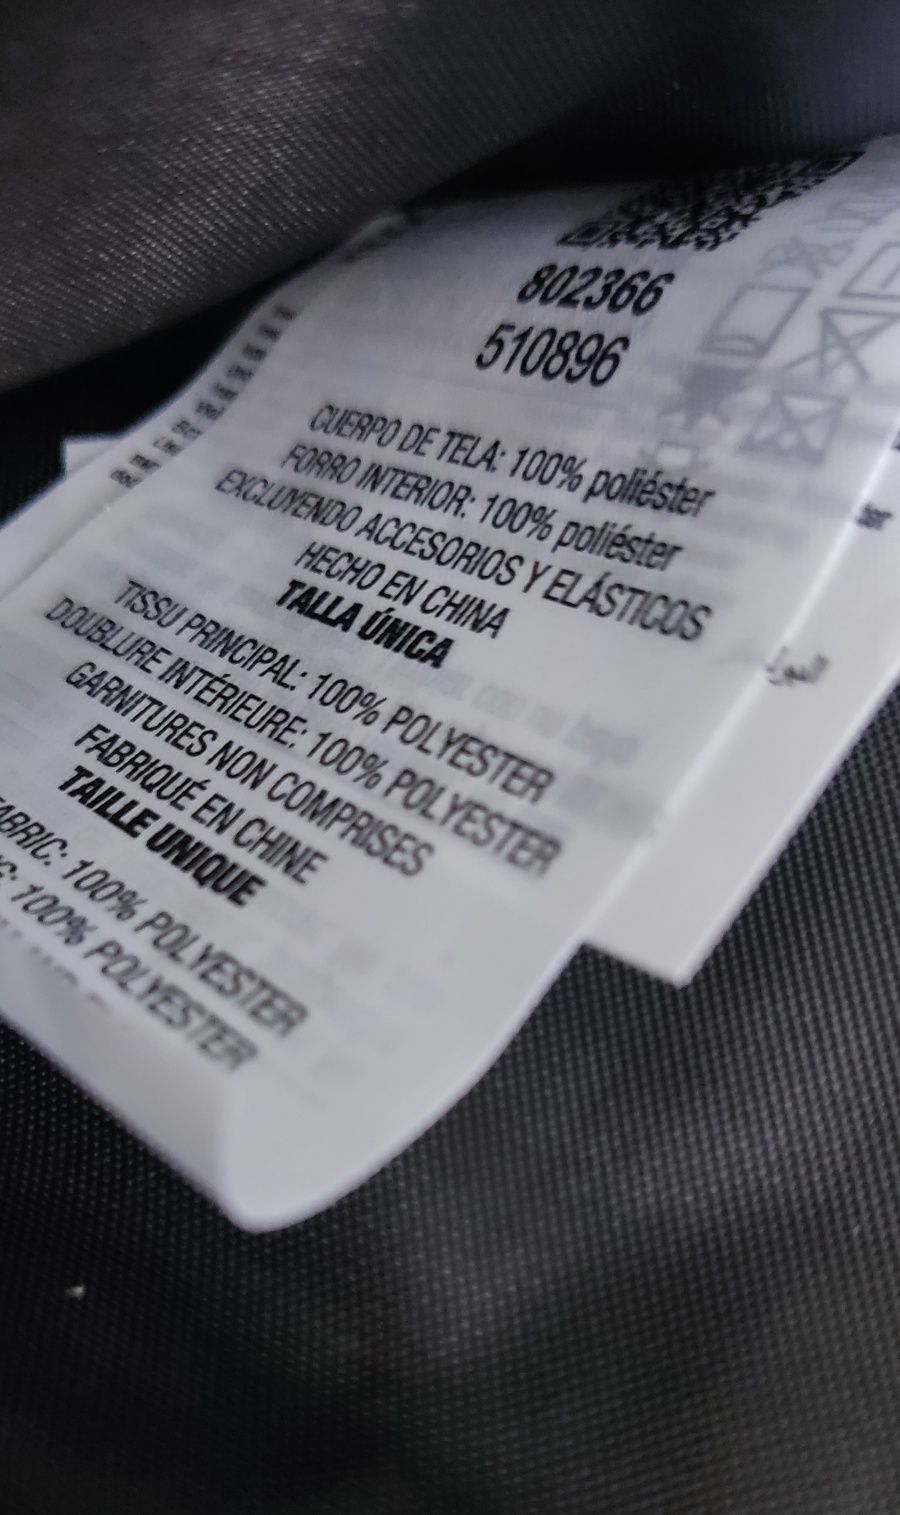 802366
510896
CUERPO DE TELA: 100% poliéster
FORRO INTERIOR: 100% poliéster
EXCLUYENDO ACCESORIOS Y ELÁSTICOS
HECHO EN CHINA
TALLA ÚNICA
TISSU PRINCIPAL: 100% POLYESTER
DOUBLURE INTÉRIEURE: 100% POLYESTER
GARNITURES NON COMPRISES
FABRIQUÉ EN CHINE
TAILLE UNIQUE
ABRIC: 100% POLYESTER
G: 100% POLYESTER